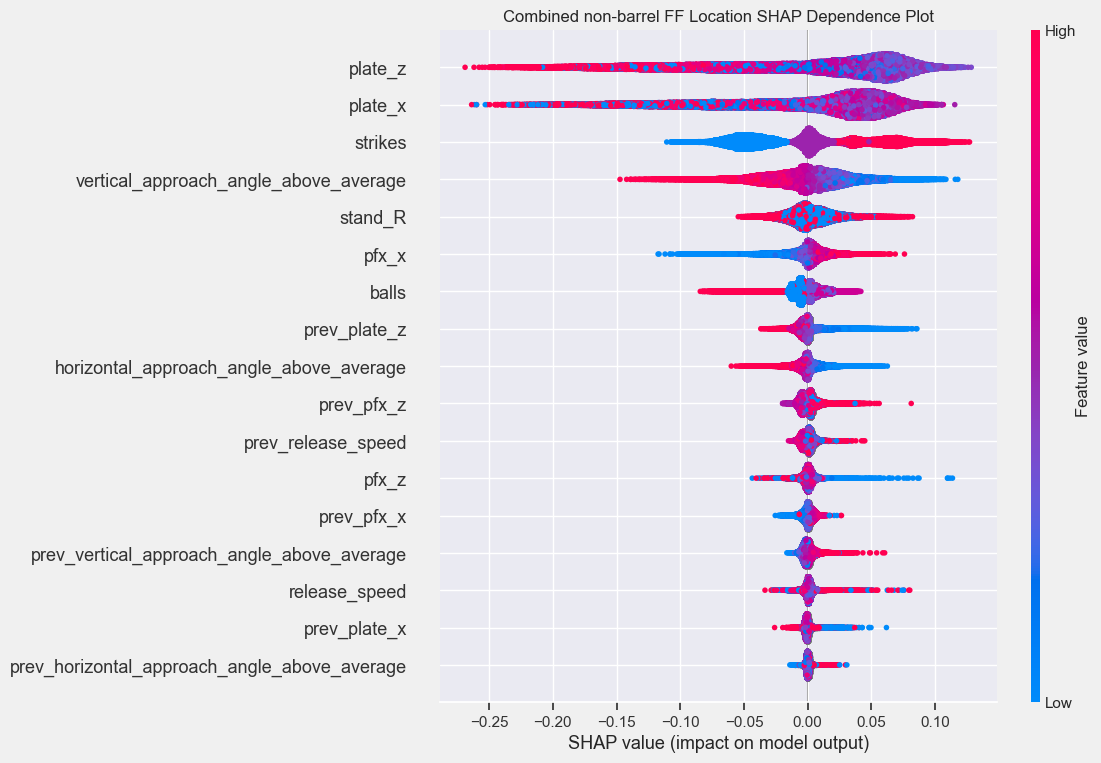 Combined non-barrel FF Location SHAP Dependence Plot
High
plate_z
plate_x
strikes
vertical_approach_angle_above_average
stand_R
pfx_x
balls
prev_plate_z
horizontal_approach_angle_above_average
prev_pfx_z
prev_release_speed
pfx_z
prev_pfx_x
prev_vertical_approach_angle_above_average
release_speed
prev_plate_x
prev_horizontal_approach_angle_above_average
Feature value
Low
−0.25 −0.20 −0.15 −0.10 −0.05 0.00 0.05 0.10
SHAP value (impact on model output)